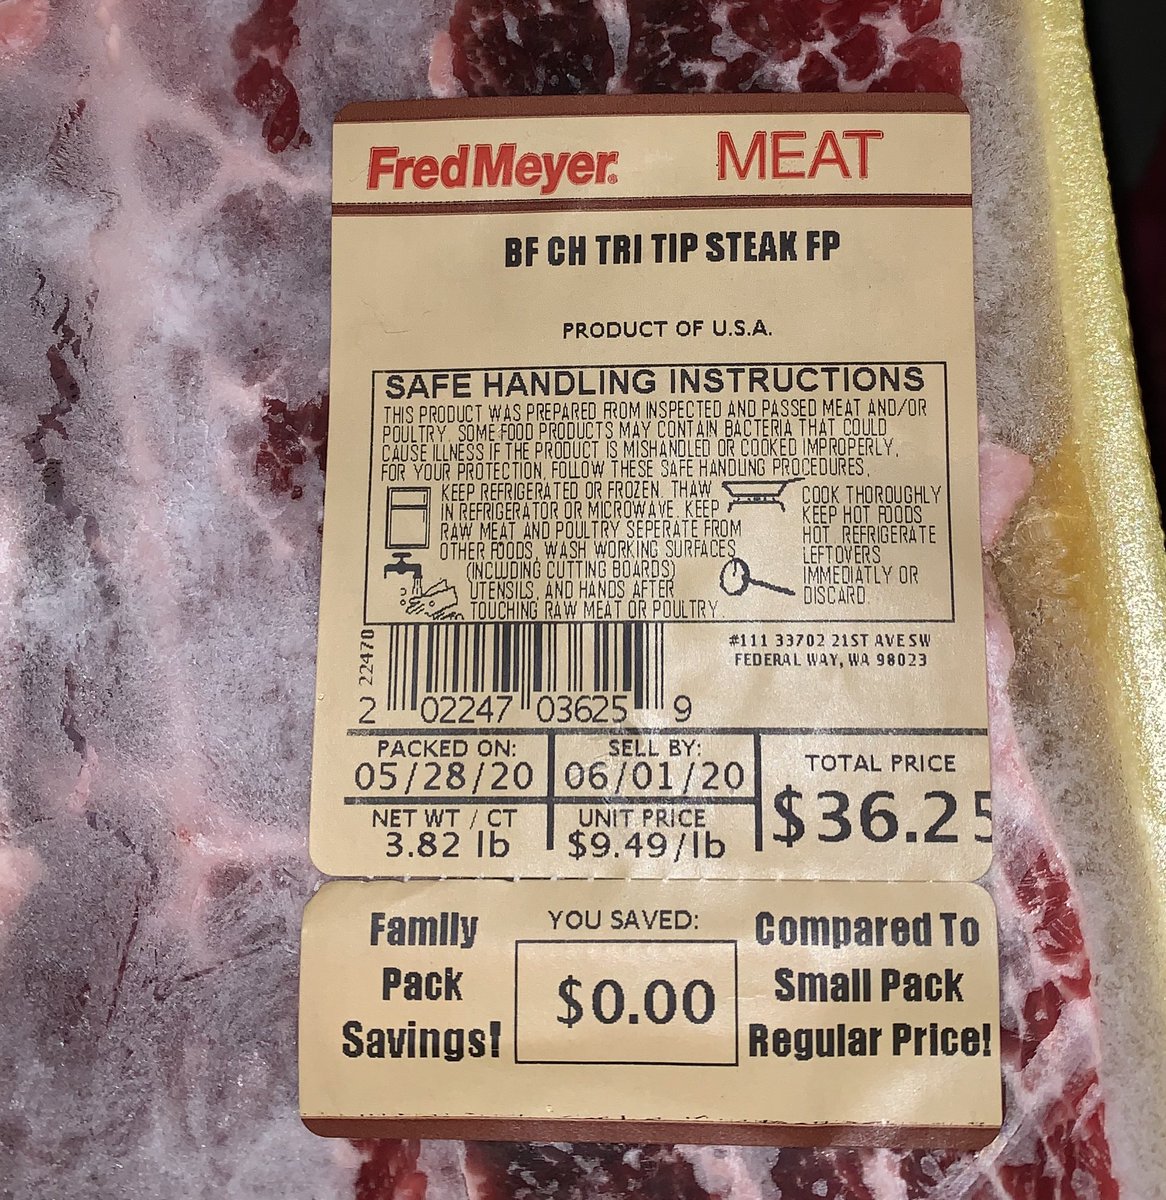 Fred Meyer® MEAT
BF CH TRI TIP STEAK FP
PRODUCT OF U.S.A.
SAFE HANDLING INSTRUCTIONS
THIS PRODUCT WAS PREPARED FROM INSPECTED AND PASSED MEAT AND/OR
POULTRY. SOME FOOD PRODUCTS MAY CONTAIN BACTERIA THAT COULD
CAUSE ILLNESS IF THE PRODUCT IS MISHANDLED OR COOKED IMPROPERLY.
FOR YOUR PROTECTION, FOLLOW THESE SAFE HANDLING PROCEDURES.
KEEP REFRIGERATED OR FROZEN. THAW
IN REFRIGERATOR OR MICROWAVE. KEEP
RAW MEAT AND POULTRY SEPERATE FROM
OTHER FOODS. WASH WORKING SURFACES
(INCLUDING CUTTING BOARDS)
UTENSILS, AND HANDS AFTER
TOUCHING RAW MEAT OR POULTRY.
COOK THOROUGHLY
KEEP HOT FOODS
HOT. REFRIGERATE
LEFTOVERS
IMMEDIATLY OR
DISCARD.
22470
2 02247 03625 9
#111 33702 21ST AVE SW
FEDERAL WAY, WA 98023
PACKED ON:
05/28/20
SELL BY:
06/01/20
NET WT / CT
3.82 lb
UNIT PRICE
$9.49/lb
TOTAL PRICE
$36.25
Family
Pack
Savings!
YOU SAVED:
$0.00
Compared To
Small Pack
Regular Price!